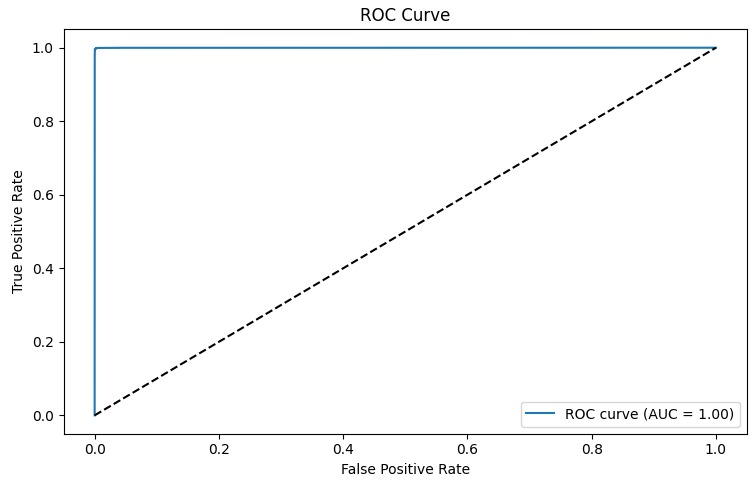 ROC Curve
1.0
0.8
0.6
0.4
0.2
0.0
True Positive Rate
ROC curve (AUC = 1.00)
0.0 0.2 0.4 0.6 0.8 1.0
False Positive Rate